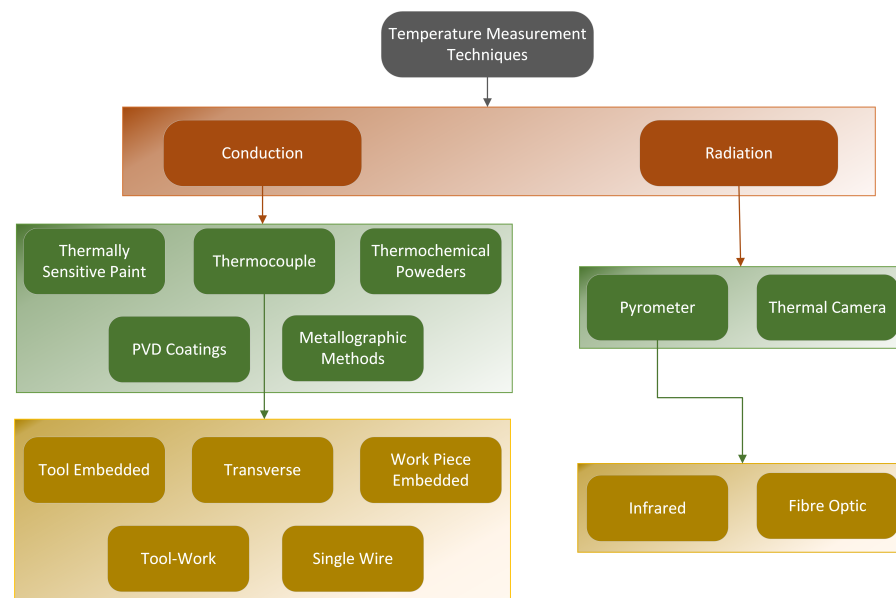 Temperature Measurement
Techniques
Conduction
Radiation
Thermally
Sensitive Paint
Thermocouple
Thermochemical
Poweders
PVD Coatings
Metallographic
Methods
Pyrometer
Thermal Camera
Tool Embedded
Transverse
Work Piece
Embedded
Tool-Work
Single Wire
Infrared
Fibre Optic